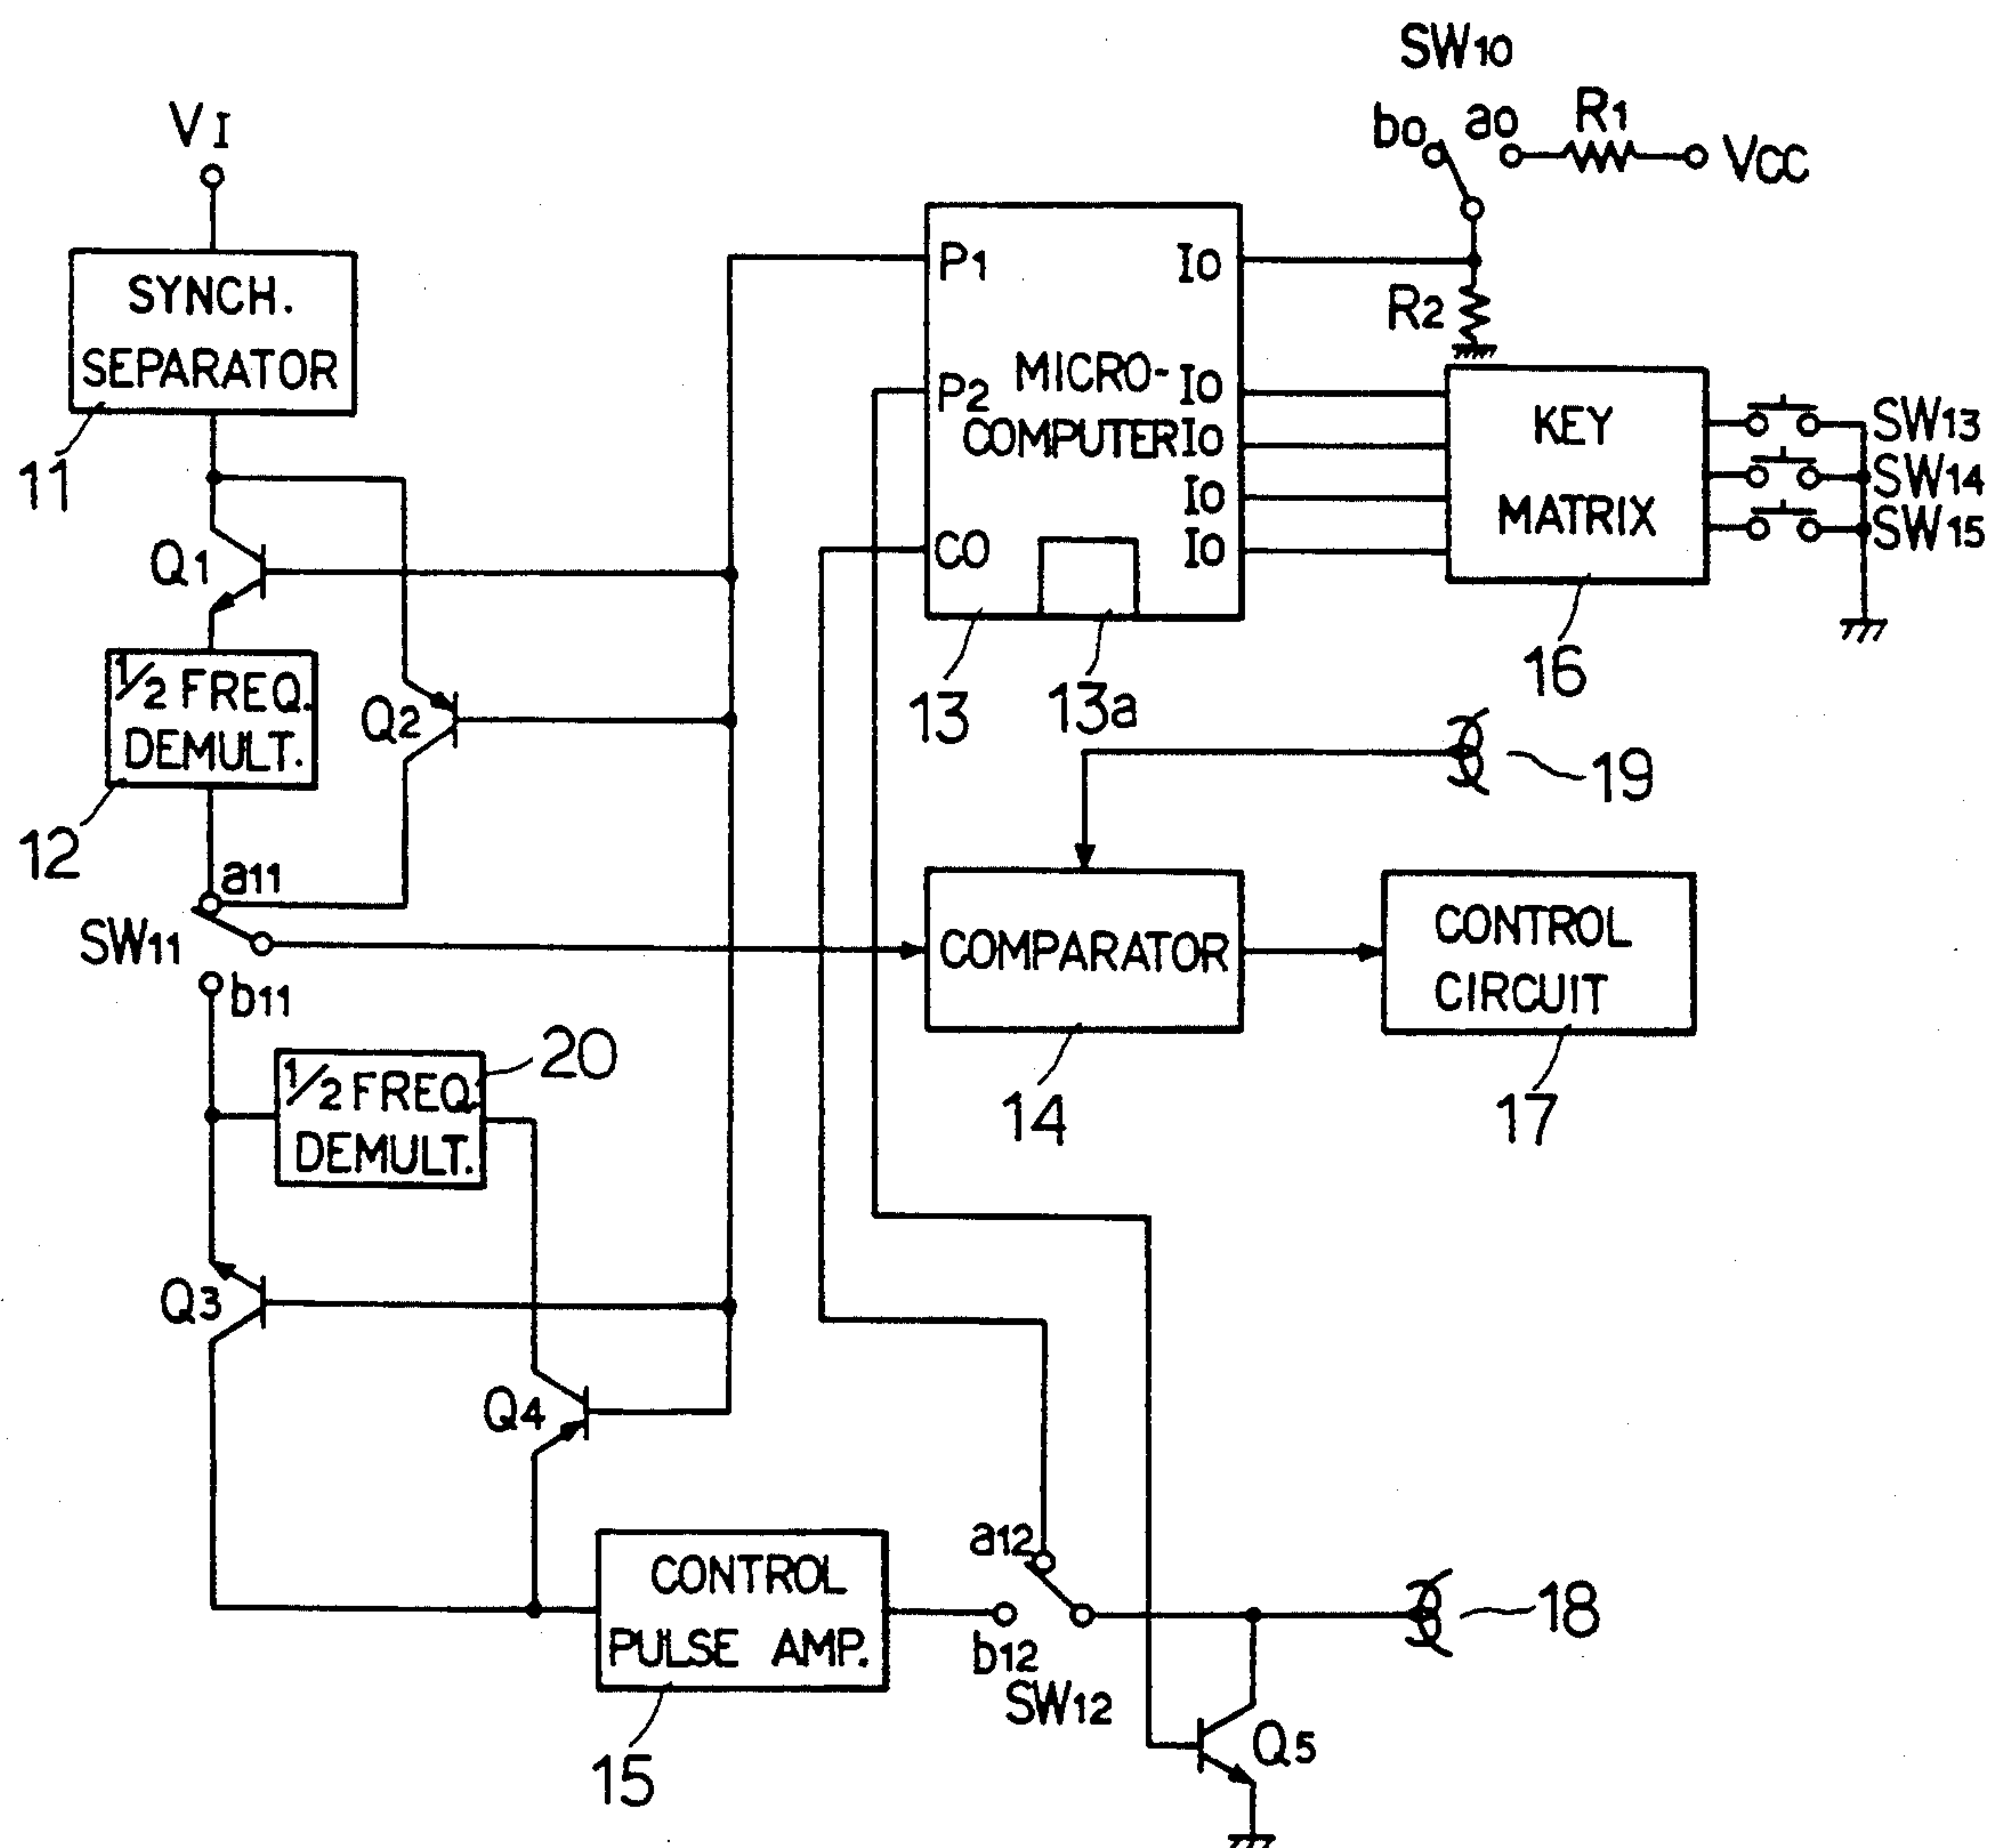 SW10
bo ao R1
VCC
VI
SYNCH.
SEPARATOR
11
P1
IO
R2
MICRO-
COMPUTER
P2
IO
IO
IO
IO
CO
13
13a
KEY
MATRIX
16
SW13
SW14
SW15
Q1
1/2 FREQ.
DEMULT.
12
Q2
a11
SW11
b11
19
COMPARATOR
14
CONTROL
CIRCUIT
17
1/2 FREQ.
DEMULT.
20
Q3
Q4
CONTROL
PULSE AMP.
15
a12
b12
SW12
18
Q5